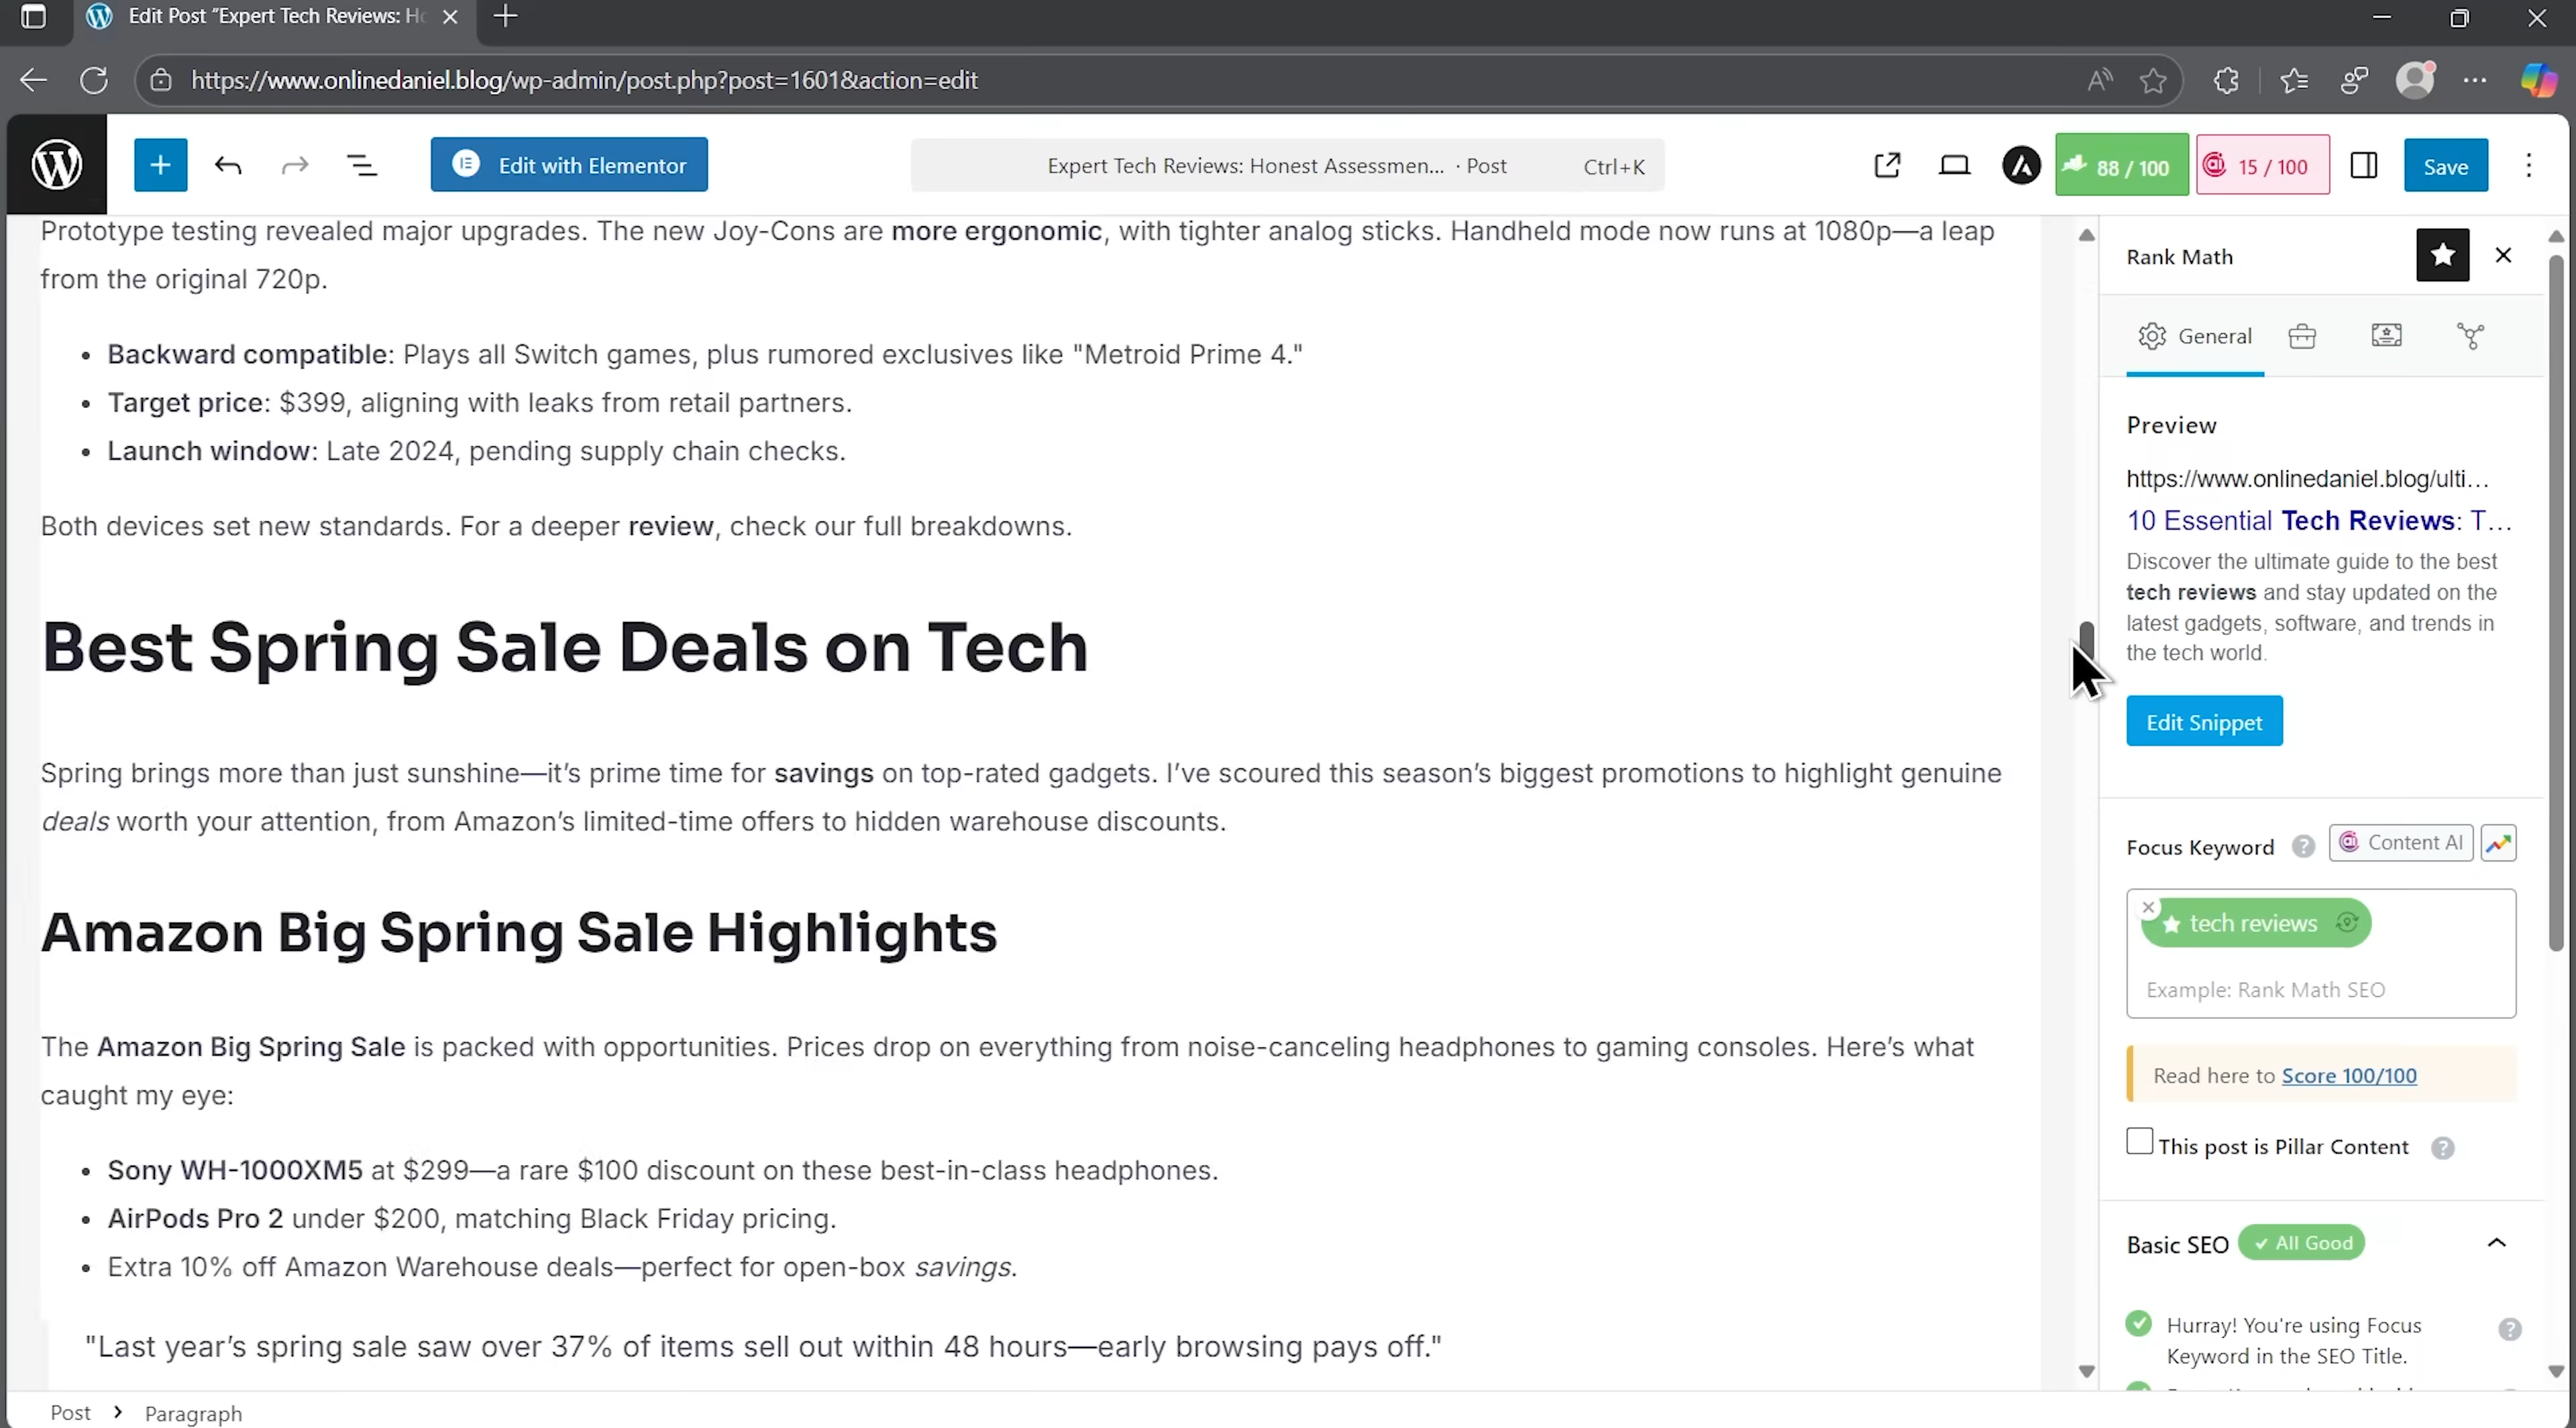 Edit Post “Expert Tech Reviews: Ho
https://www.onlinedaniel.blog/wp-admin/post.php?post=1601&action=edit
Edit with Elementor
Expert Tech Reviews: Honest Assessmen... · Post Ctrl+K
88 / 100
15 / 100
Save
Prototype testing revealed major upgrades. The new Joy-Cons are more ergonomic, with tighter analog sticks. Handheld mode now runs at 1080p—a leap
from the original 720p.
• Backward compatible: Plays all Switch games, plus rumored exclusives like "Metroid Prime 4."
• Target price: $399, aligning with leaks from retail partners.
• Launch window: Late 2024, pending supply chain checks.
Both devices set new standards. For a deeper review, check our full breakdowns.
Best Spring Sale Deals on Tech
Spring brings more than just sunshine—it’s prime time for savings on top-rated gadgets. I’ve scoured this season’s biggest promotions to highlight genuine
deals worth your attention, from Amazon’s limited-time offers to hidden warehouse discounts.
Amazon Big Spring Sale Highlights
The Amazon Big Spring Sale is packed with opportunities. Prices drop on everything from noise-canceling headphones to gaming consoles. Here’s what
caught my eye:
• Sony WH-1000XM5 at $299—a rare $100 discount on these best-in-class headphones.
• AirPods Pro 2 under $200, matching Black Friday pricing.
• Extra 10% off Amazon Warehouse deals—perfect for open-box savings.
"Last year’s spring sale saw over 37% of items sell out within 48 hours—early browsing pays off."
Post › Paragraph
Rank Math
General
Preview
https://www.onlinedaniel.blog/ulti...
10 Essential Tech Reviews: T...
Discover the ultimate guide to the best
tech reviews and stay updated on the
latest gadgets, software, and trends in
the tech world.
Edit Snippet
Focus Keyword
Content AI
tech reviews
Example: Rank Math SEO
Read here to Score 100/100
This post is Pillar Content
Basic SEO
All Good
Hurray! You're using Focus
Keyword in the SEO Title.